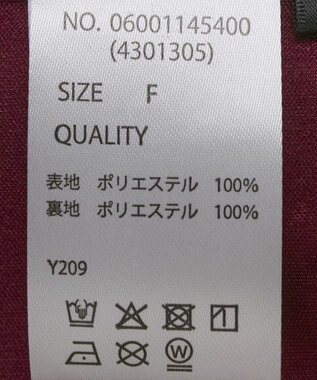 NO. 06001145400
(4301305)
SIZE F
QUALITY
表地 ポリエステル 100%
裏地 ポリエステル 100%
Y209
W